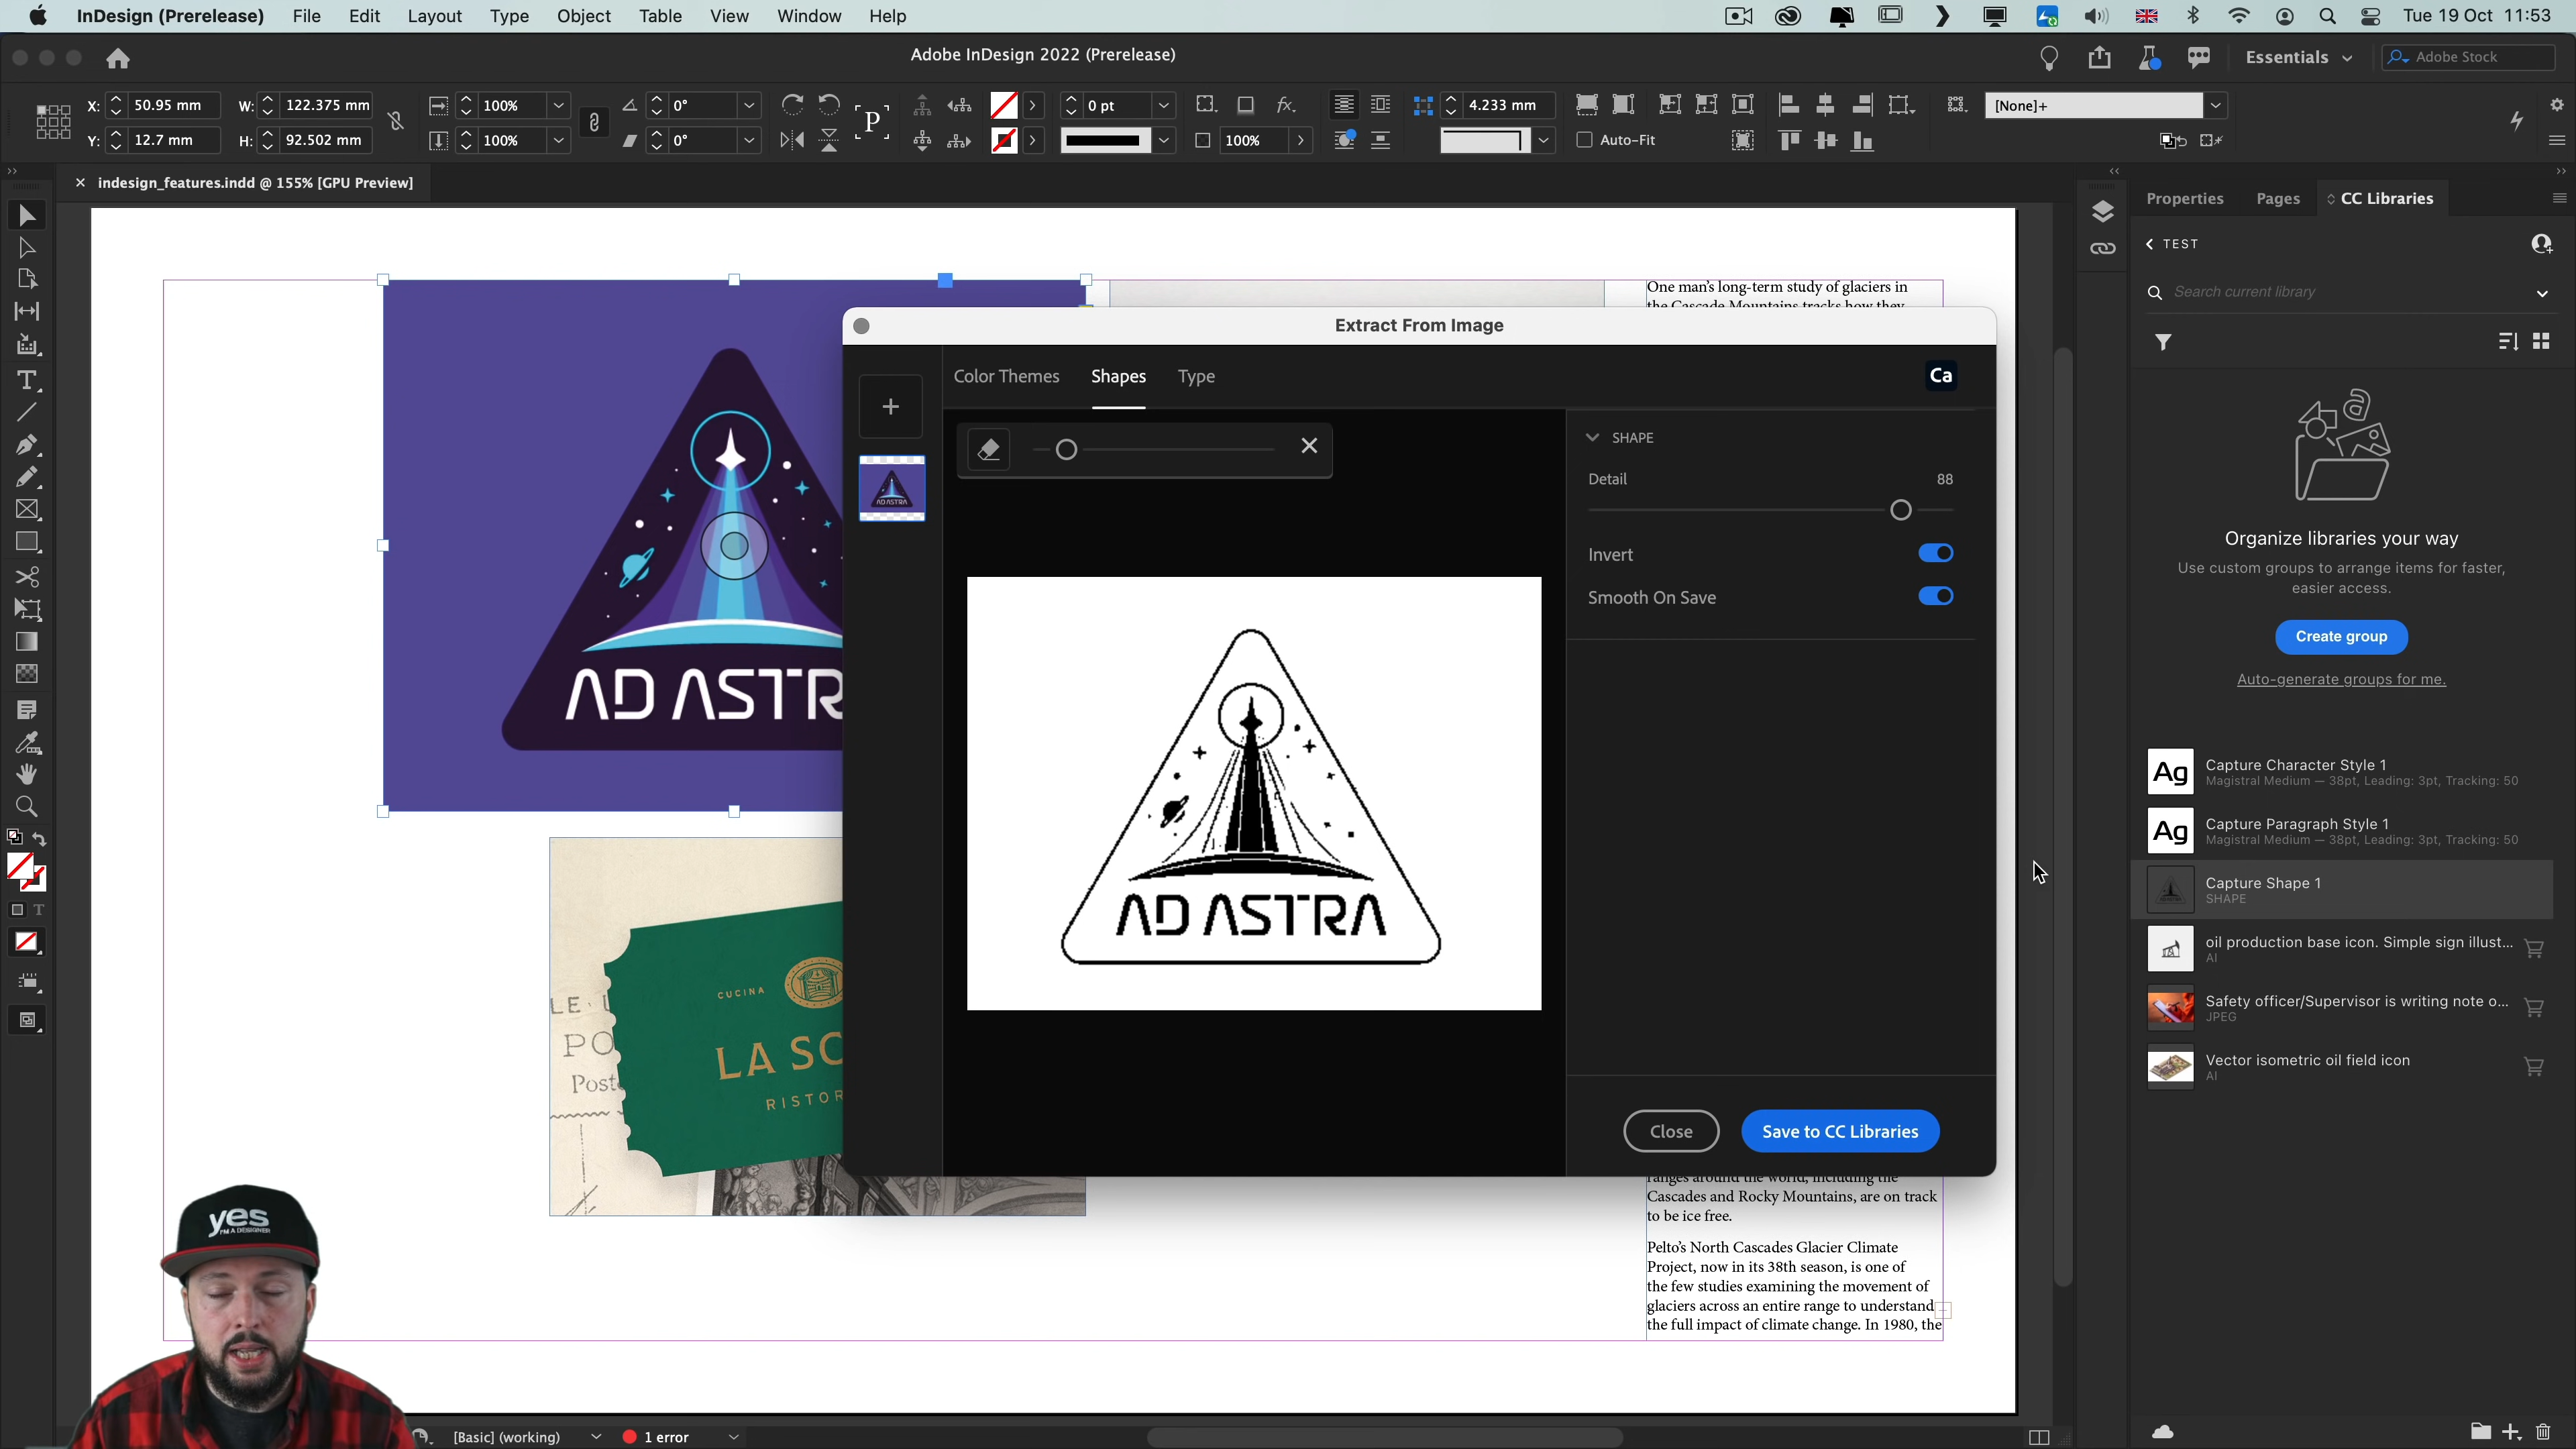 InDesign (Prerelease) File Edit Layout Type Object Table View Window Help
Tue 19 Oct 11:53
Adobe InDesign 2022 (Prerelease)
Essentials
Adobe Stock
X: 50.95 mm W: 122.375 mm 100% 0° 0 pt fx. 4.233 mm [None]+
Y: 12.7 mm H: 92.502 mm 100% 0° P 100% Auto-Fit
× indesign_features.indd @ 155% [GPU Preview]
Properties Pages CC Libraries
TEST
Search current library
Organize libraries your way
Use custom groups to arrange items for faster,
easier access.
Create group
Auto-generate groups for me.
Ag Capture Character Style 1
Magistral Medium — 38pt, Leading: 3pt, Tracking: 50
Ag Capture Paragraph Style 1
Magistral Medium — 38pt, Leading: 3pt, Tracking: 50
Capture Shape 1
SHAPE
oil production base icon. Simple sign illust...
AI
Safety officer/Supervisor is writing note o...
JPEG
Vector isometric oil field icon
AI
One man's long-term study of glaciers in
the Cascade Mountains tracks how they
Extract From Image
Color Themes Shapes Type
Ca
SHAPE
Detail 88
Invert
Smooth On Save
AD ASTRA
Close Save to CC Libraries
AD ASTR
CUCINA
LA SC
RISTOR
LE
PO
Post
ranges around the world, including the
Cascades and Rocky Mountains, are on track
to be ice free.
Pelto's North Cascades Glacier Climate
Project, now in its 38th season, is one of
the few studies examining the movement of
glaciers across an entire range to understand
the full impact of climate change. In 1980, the
yes
I'M A DESIGNER
[Basic] (working) 1 error